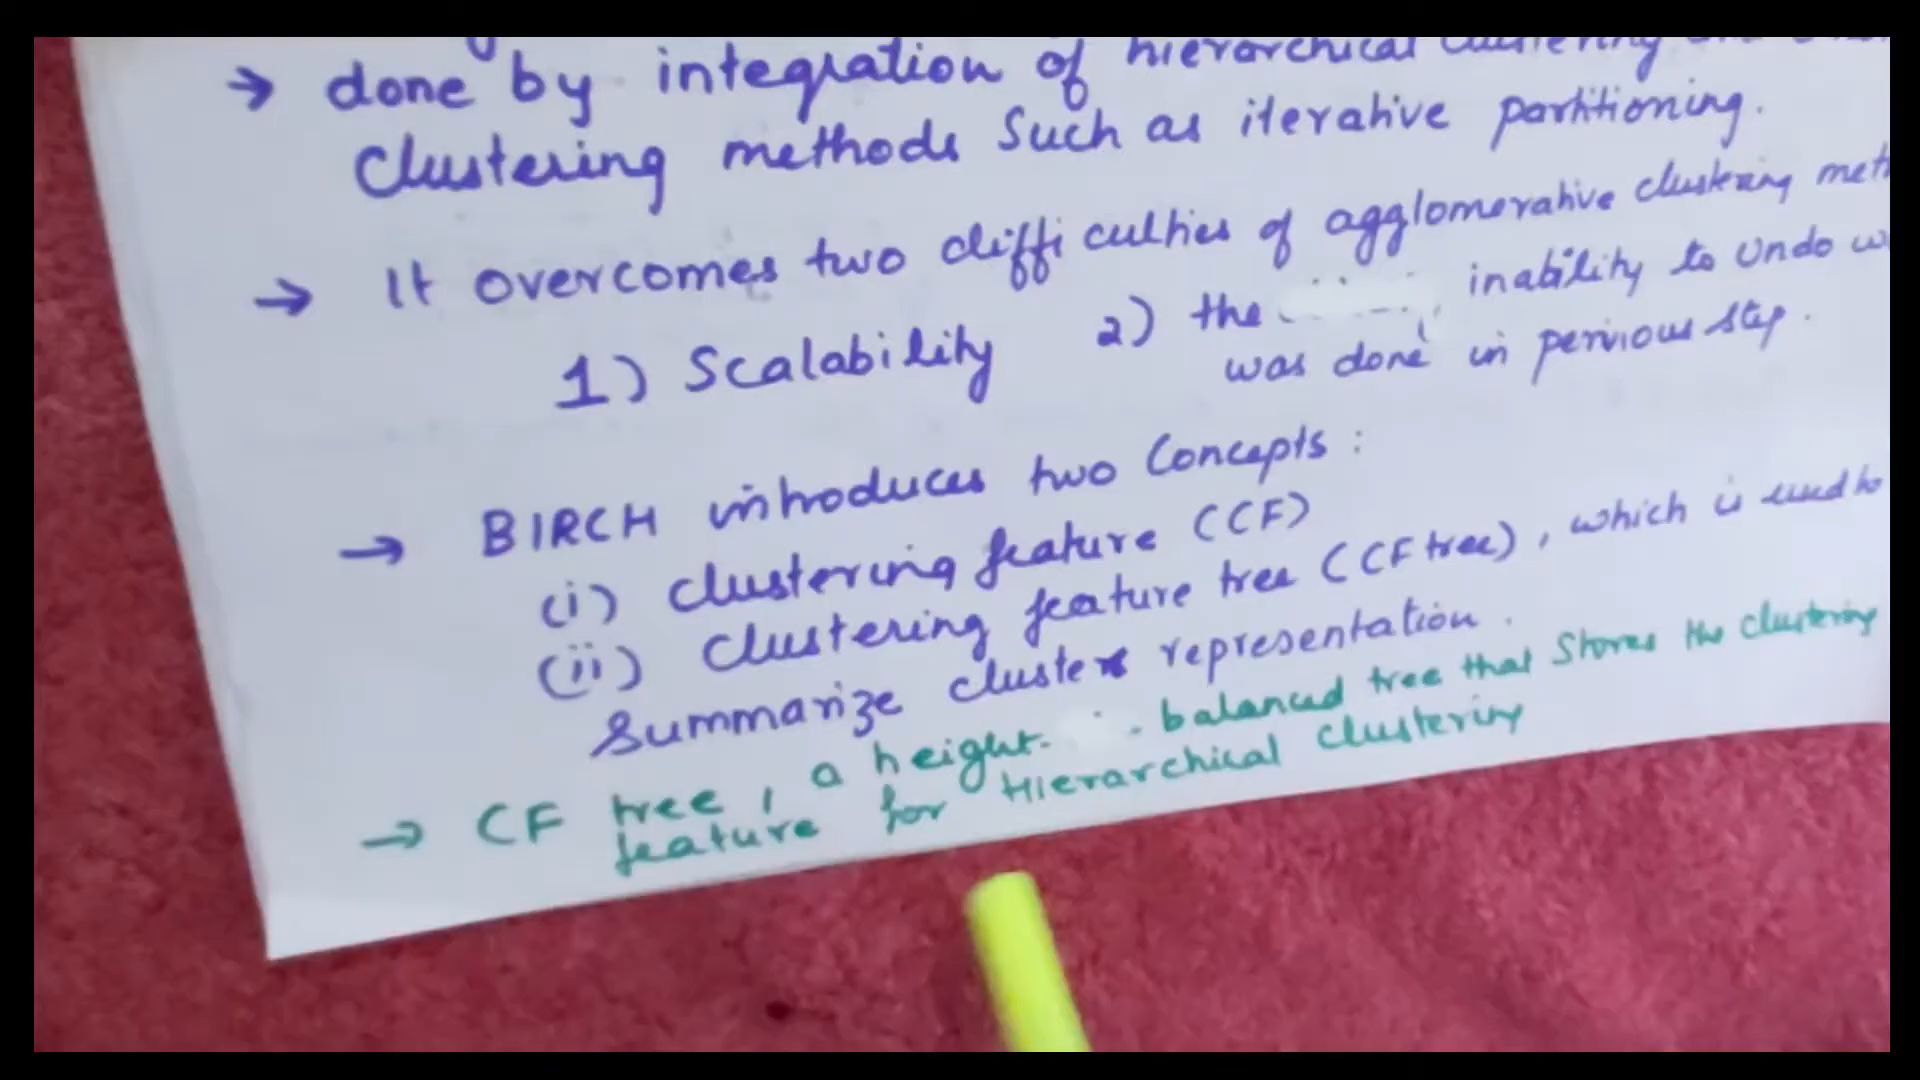 → done by integration of hierarchical clustering
Clustering methods Such as iterative partitioning.
→ It overcomes two difficulties of agglomerative clustering
1) Scalability 2) the inability to undo
was done in pervious step.
→ BIRCH introduces two Concepts :
(i) clustering feature (CF)
(ii) clustering feature tree (CF tree), which is used to
Summarize cluster representation.
→ CF tree, a height- balanced tree that Stores the clustering
feature for Hierarchical clustering